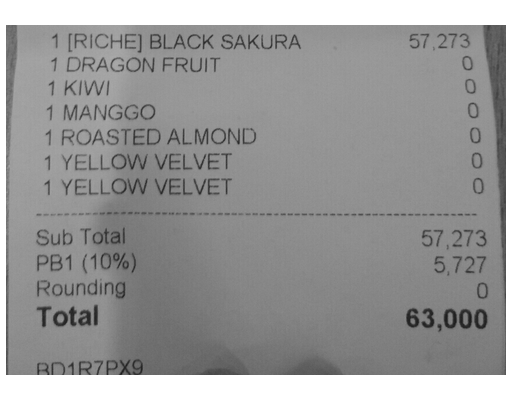 1 [RICHE] BLACK SAKURA 57,273
1 DRAGON FRUIT 0
1 KIWI 0
1 MANGGO 0
1 ROASTED ALMOND 0
1 YELLOW VELVET 0
1 YELLOW VELVET 0
Sub Total 57,273
PB1 (10%) 5,727
Rounding 0
Total 63,000
BD1R7PX9